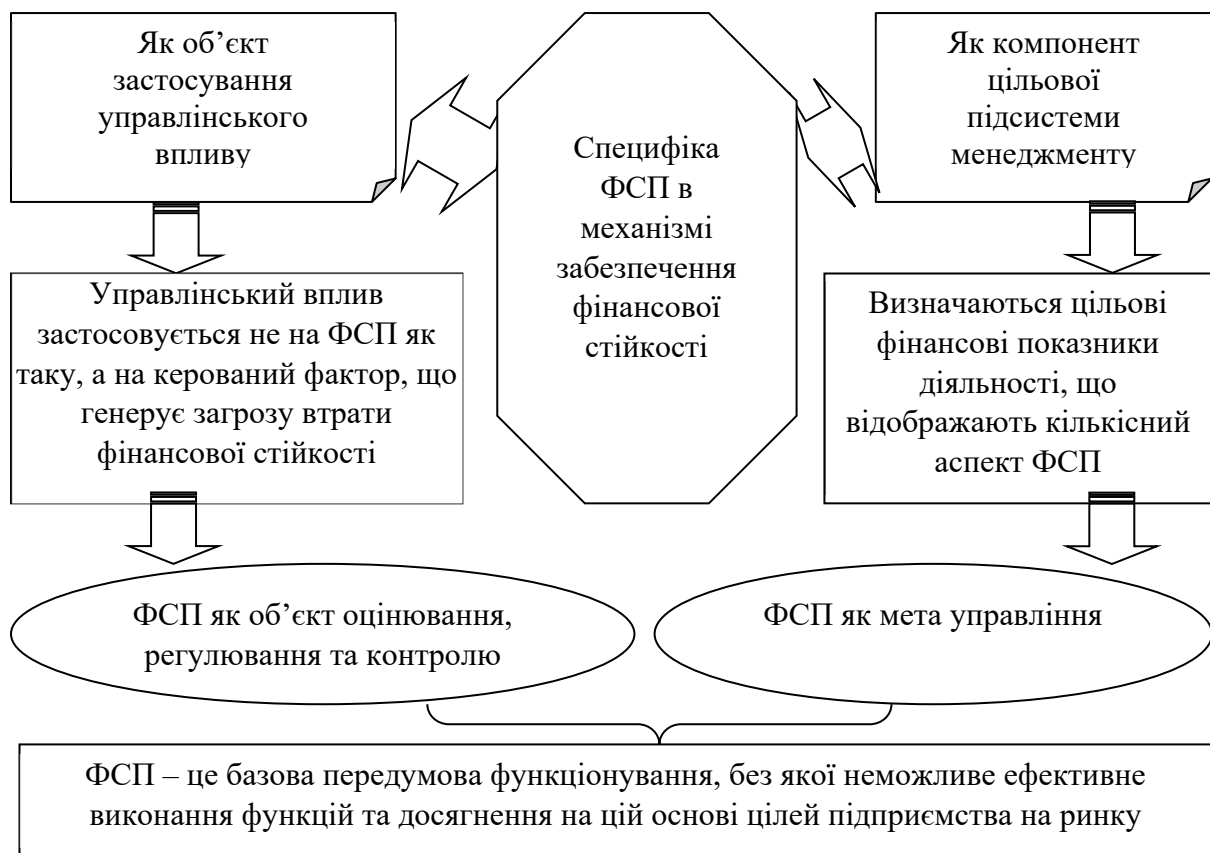 Як об’єкт
застосування
управлінського
впливу
Специфіка
ФСП в
механізмі
забезпечення
фінансової
стійкості
Як компонент
цільової
підсистеми
менеджменту
Управлінський вплив
застосовується не на ФСП як
таку, а на керований фактор, що
генерує загрозу втрати
фінансової стійкості
Визначаються цільові
фінансові показники
діяльності, що
відображають кількісний
аспект ФСП
ФСП як об’єкт оцінювання,
регулювання та контролю
ФСП як мета управління
ФСП – це базова передумова функціонування, без якої неможливе ефективне
виконання функцій та досягнення на цій основі цілей підприємства на ринку